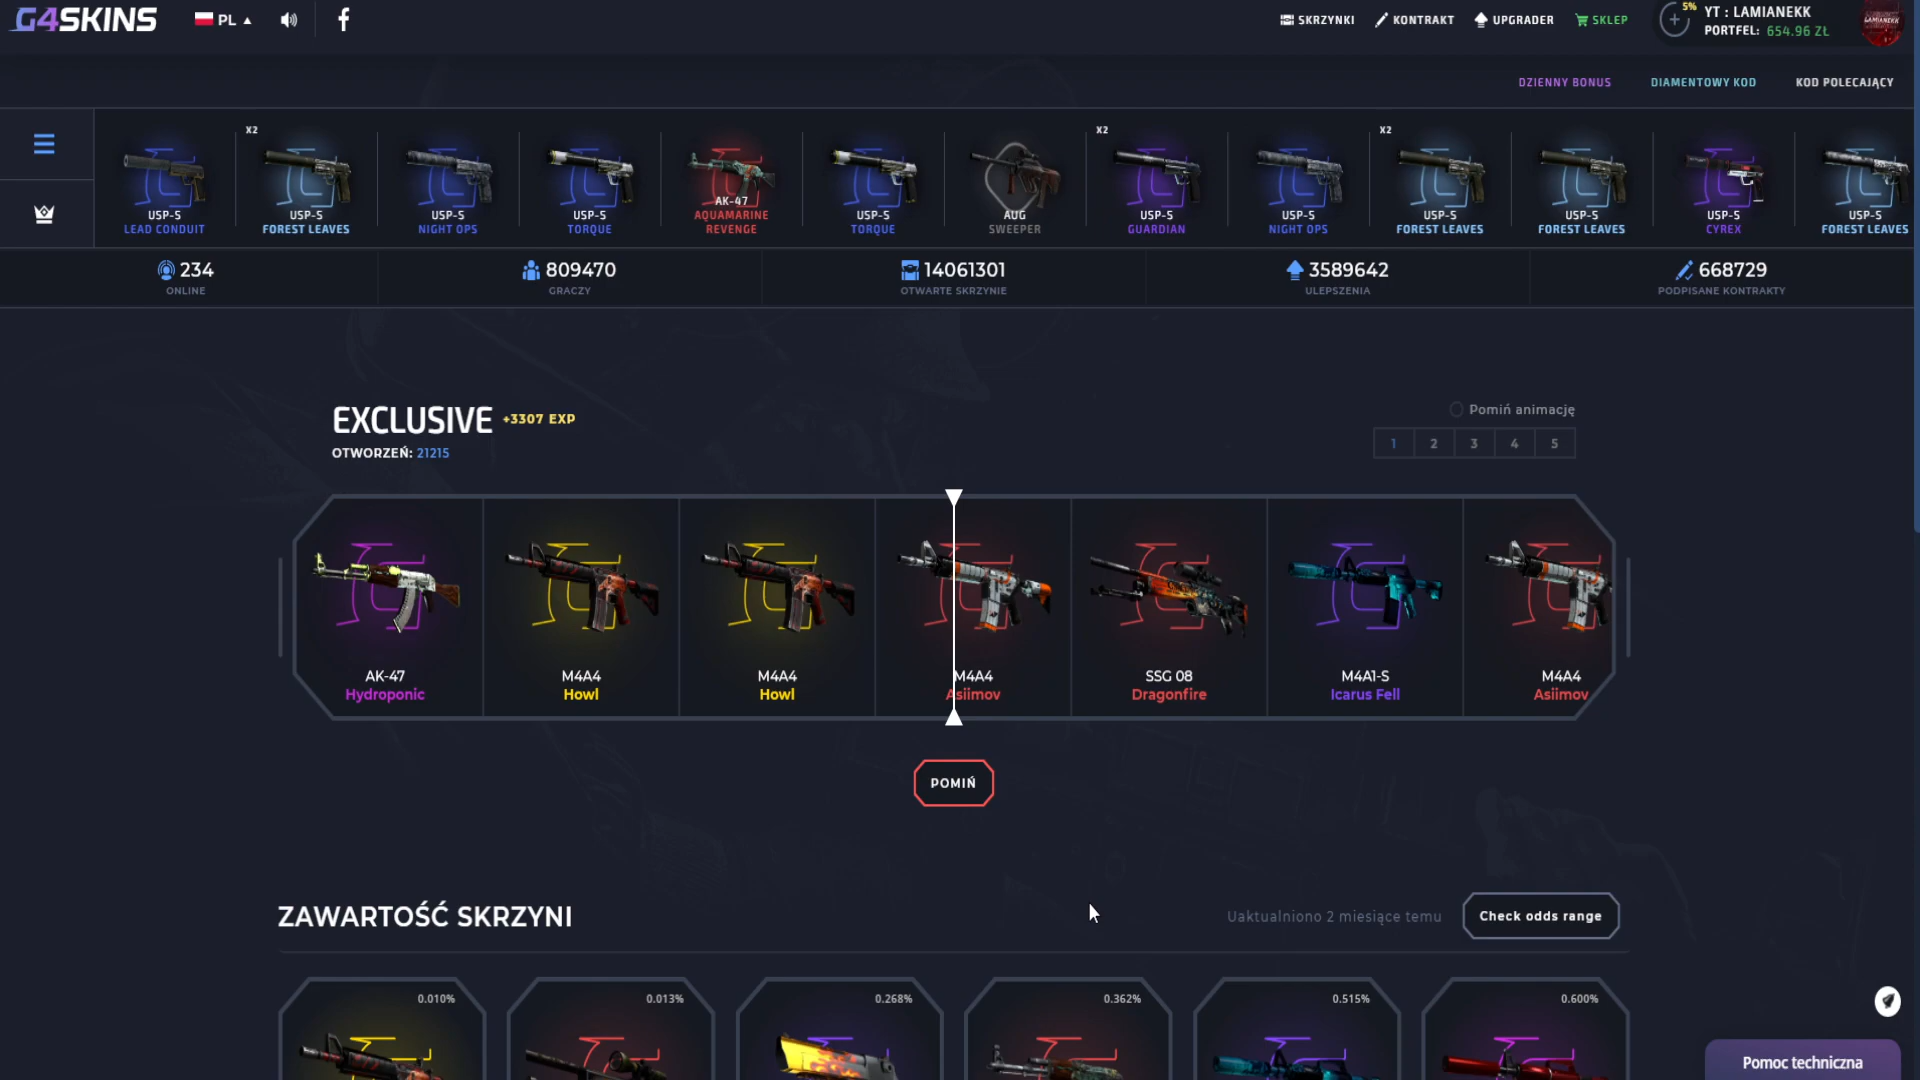 G4SKINS
PL
SKRZYNKI
KONTRAKT
UPGRADER
SKLEP
5%
YT : LAMIANEKK
PORTFEL: 654.96 ZŁ
LAMIANEKK
DZIENNY BONUS
DIAMENTOWY KOD
KOD POLECAJĄCY
USP-S
LEAD CONDUIT
X2
USP-S
FOREST LEAVES
USP-S
NIGHT OPS
USP-S
TORQUE
AK-47
AQUAMARINE
REVENGE
USP-S
TORQUE
AUG
SWEEPER
X2
USP-S
GUARDIAN
USP-S
NIGHT OPS
X2
USP-S
FOREST LEAVES
USP-S
FOREST LEAVES
USP-S
CYREX
USP-S
FOREST LEAVES
234
ONLINE
809470
GRACZY
14061301
OTWARTE SKRZYNIE
3589642
ULEPSZENIA
668729
PODPISANE KONTRAKTY
EXCLUSIVE +3307 EXP
OTWORZEŃ: 21215
Pomiń animację
1 2 3 4 5
AK-47
Hydroponic
M4A4
Howl
M4A4
Howl
M4A4
Asiimov
SSG 08
Dragonfire
M4A1-S
Icarus Fell
M4A4
Asiimov
POMIŃ
ZAWARTOŚĆ SKRZYNI
Uaktualniono 2 miesiące temu
Check odds range
0.010%
0.013%
0.268%
0.362%
0.515%
0.600%
Pomoc techniczna